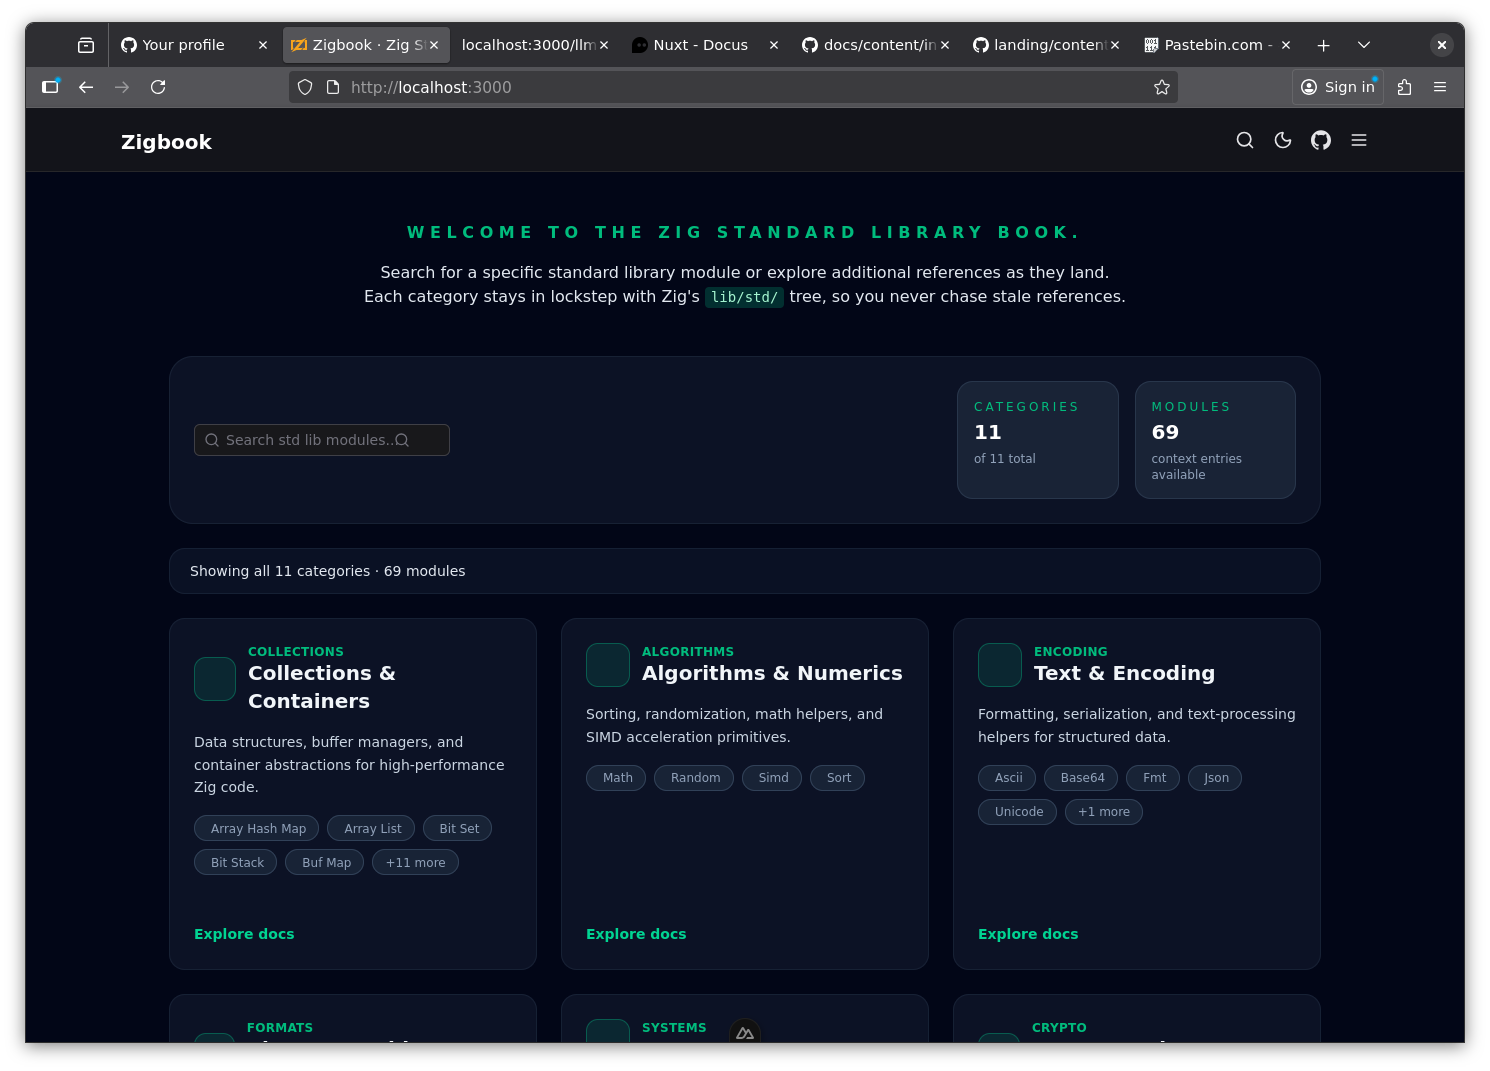 Your profile
Zigbook · Zig S
localhost:3000/llm
Nuxt - Docus
docs/content/in
landing/conten
Pastebin.com -
http://localhost:3000
Sign in
Zigbook
WELCOME TO THE ZIG STANDARD LIBRARY BOOK.
Search for a specific standard library module or explore additional references as they land.
Each category stays in lockstep with Zig's lib/std/ tree, so you never chase stale references.
Search std lib modules..
CATEGORIES
11
of 11 total
MODULES
69
context entries
available
Showing all 11 categories · 69 modules
COLLECTIONS
Collections &
Containers
Data structures, buffer managers, and
container abstractions for high-performance
Zig code.
Array Hash Map
Array List
Bit Set
Bit Stack
Buf Map
+11 more
Explore docs
ALGORITHMS
Algorithms & Numerics
Sorting, randomization, math helpers, and
SIMD acceleration primitives.
Math
Random
Simd
Sort
Explore docs
ENCODING
Text & Encoding
Formatting, serialization, and text-processing
helpers for structured data.
Ascii
Base64
Fmt
Json
Unicode
+1 more
Explore docs
FORMATS
SYSTEMS
CRYPTO